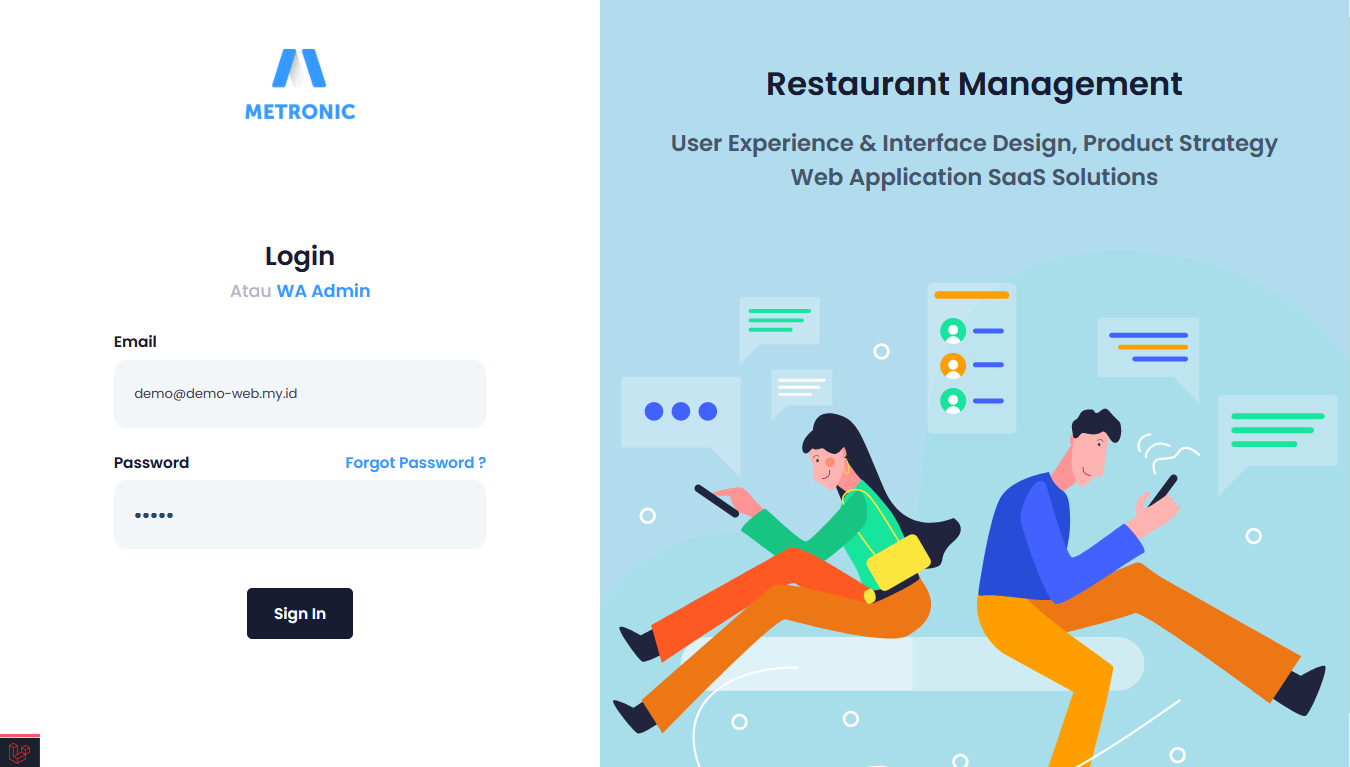 METRONIC
Login
Atau WA Admin
Email
demo@demo-web.my.id
Password
Forgot Password ?
•••••
Sign In
Restaurant Management
User Experience & Interface Design, Product Strategy
Web Application SaaS Solutions